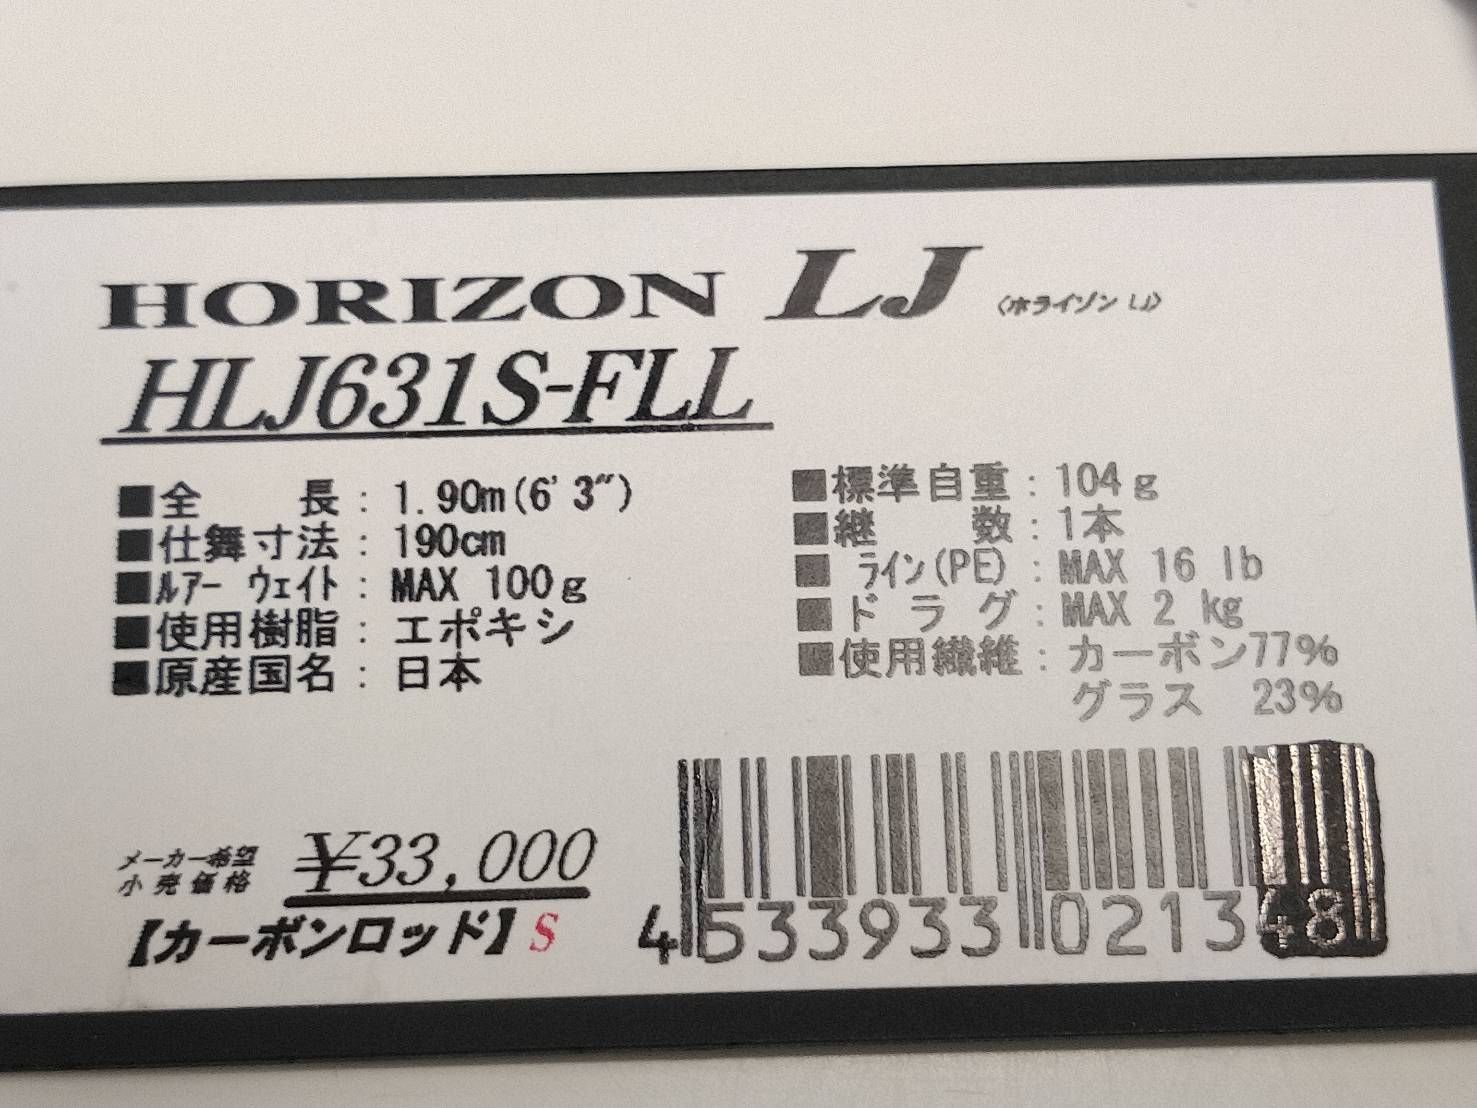 HORIZON LJ 〈ホライゾン LJ〉
HLJ631S-FLL
■全長：1.90m(6'3")
■仕舞寸法：190cm
■ルアーウェイト：MAX 100g
■使用樹脂：エポキシ
■原産国名：日本
■標準自重：104g
■継数：1本
■ライン(PE)：MAX 16 lb
■ドラグ：MAX 2 kg
■使用繊維：カーボン77%
グラス 23%
メーカー希望
小売価格
¥33,000
【カーボンロッド】S
4 533933 021348